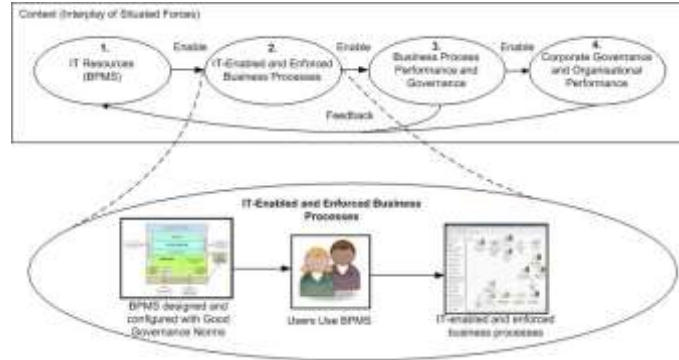 Content (Interplay of Situated Forces)
1.
IT Resources
(BPMS)
Enable
2.
IT-Enabled and Enforced
Business Processes
Enable
3.
Business Process
Performance and
Governance
Enable
4.
Corporate Governance
and Organisational
Performance
Feedback
IT-Enabled and Enforced Business
Processes
BPMS designed and
configured with Good
Governance Norms
Users Use BPMS
IT-enabled and enforced
business processes